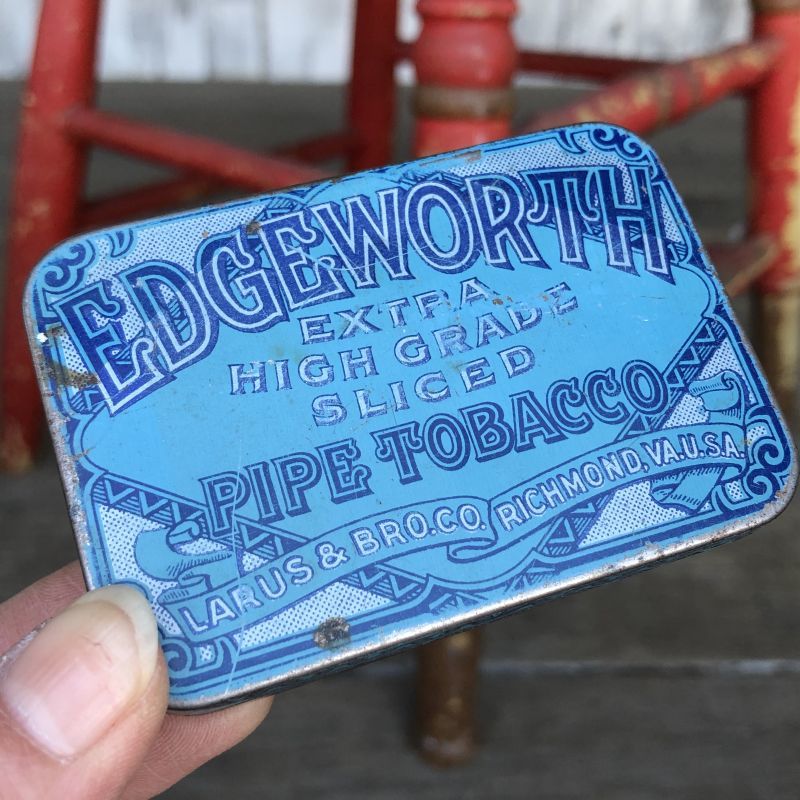 EDGEWORTH
EXTRA
HIGH GRADE
SLICED
PIPE TOBACCO
LARUS & BRO. CO. RICHMOND, VA. U.S.A.